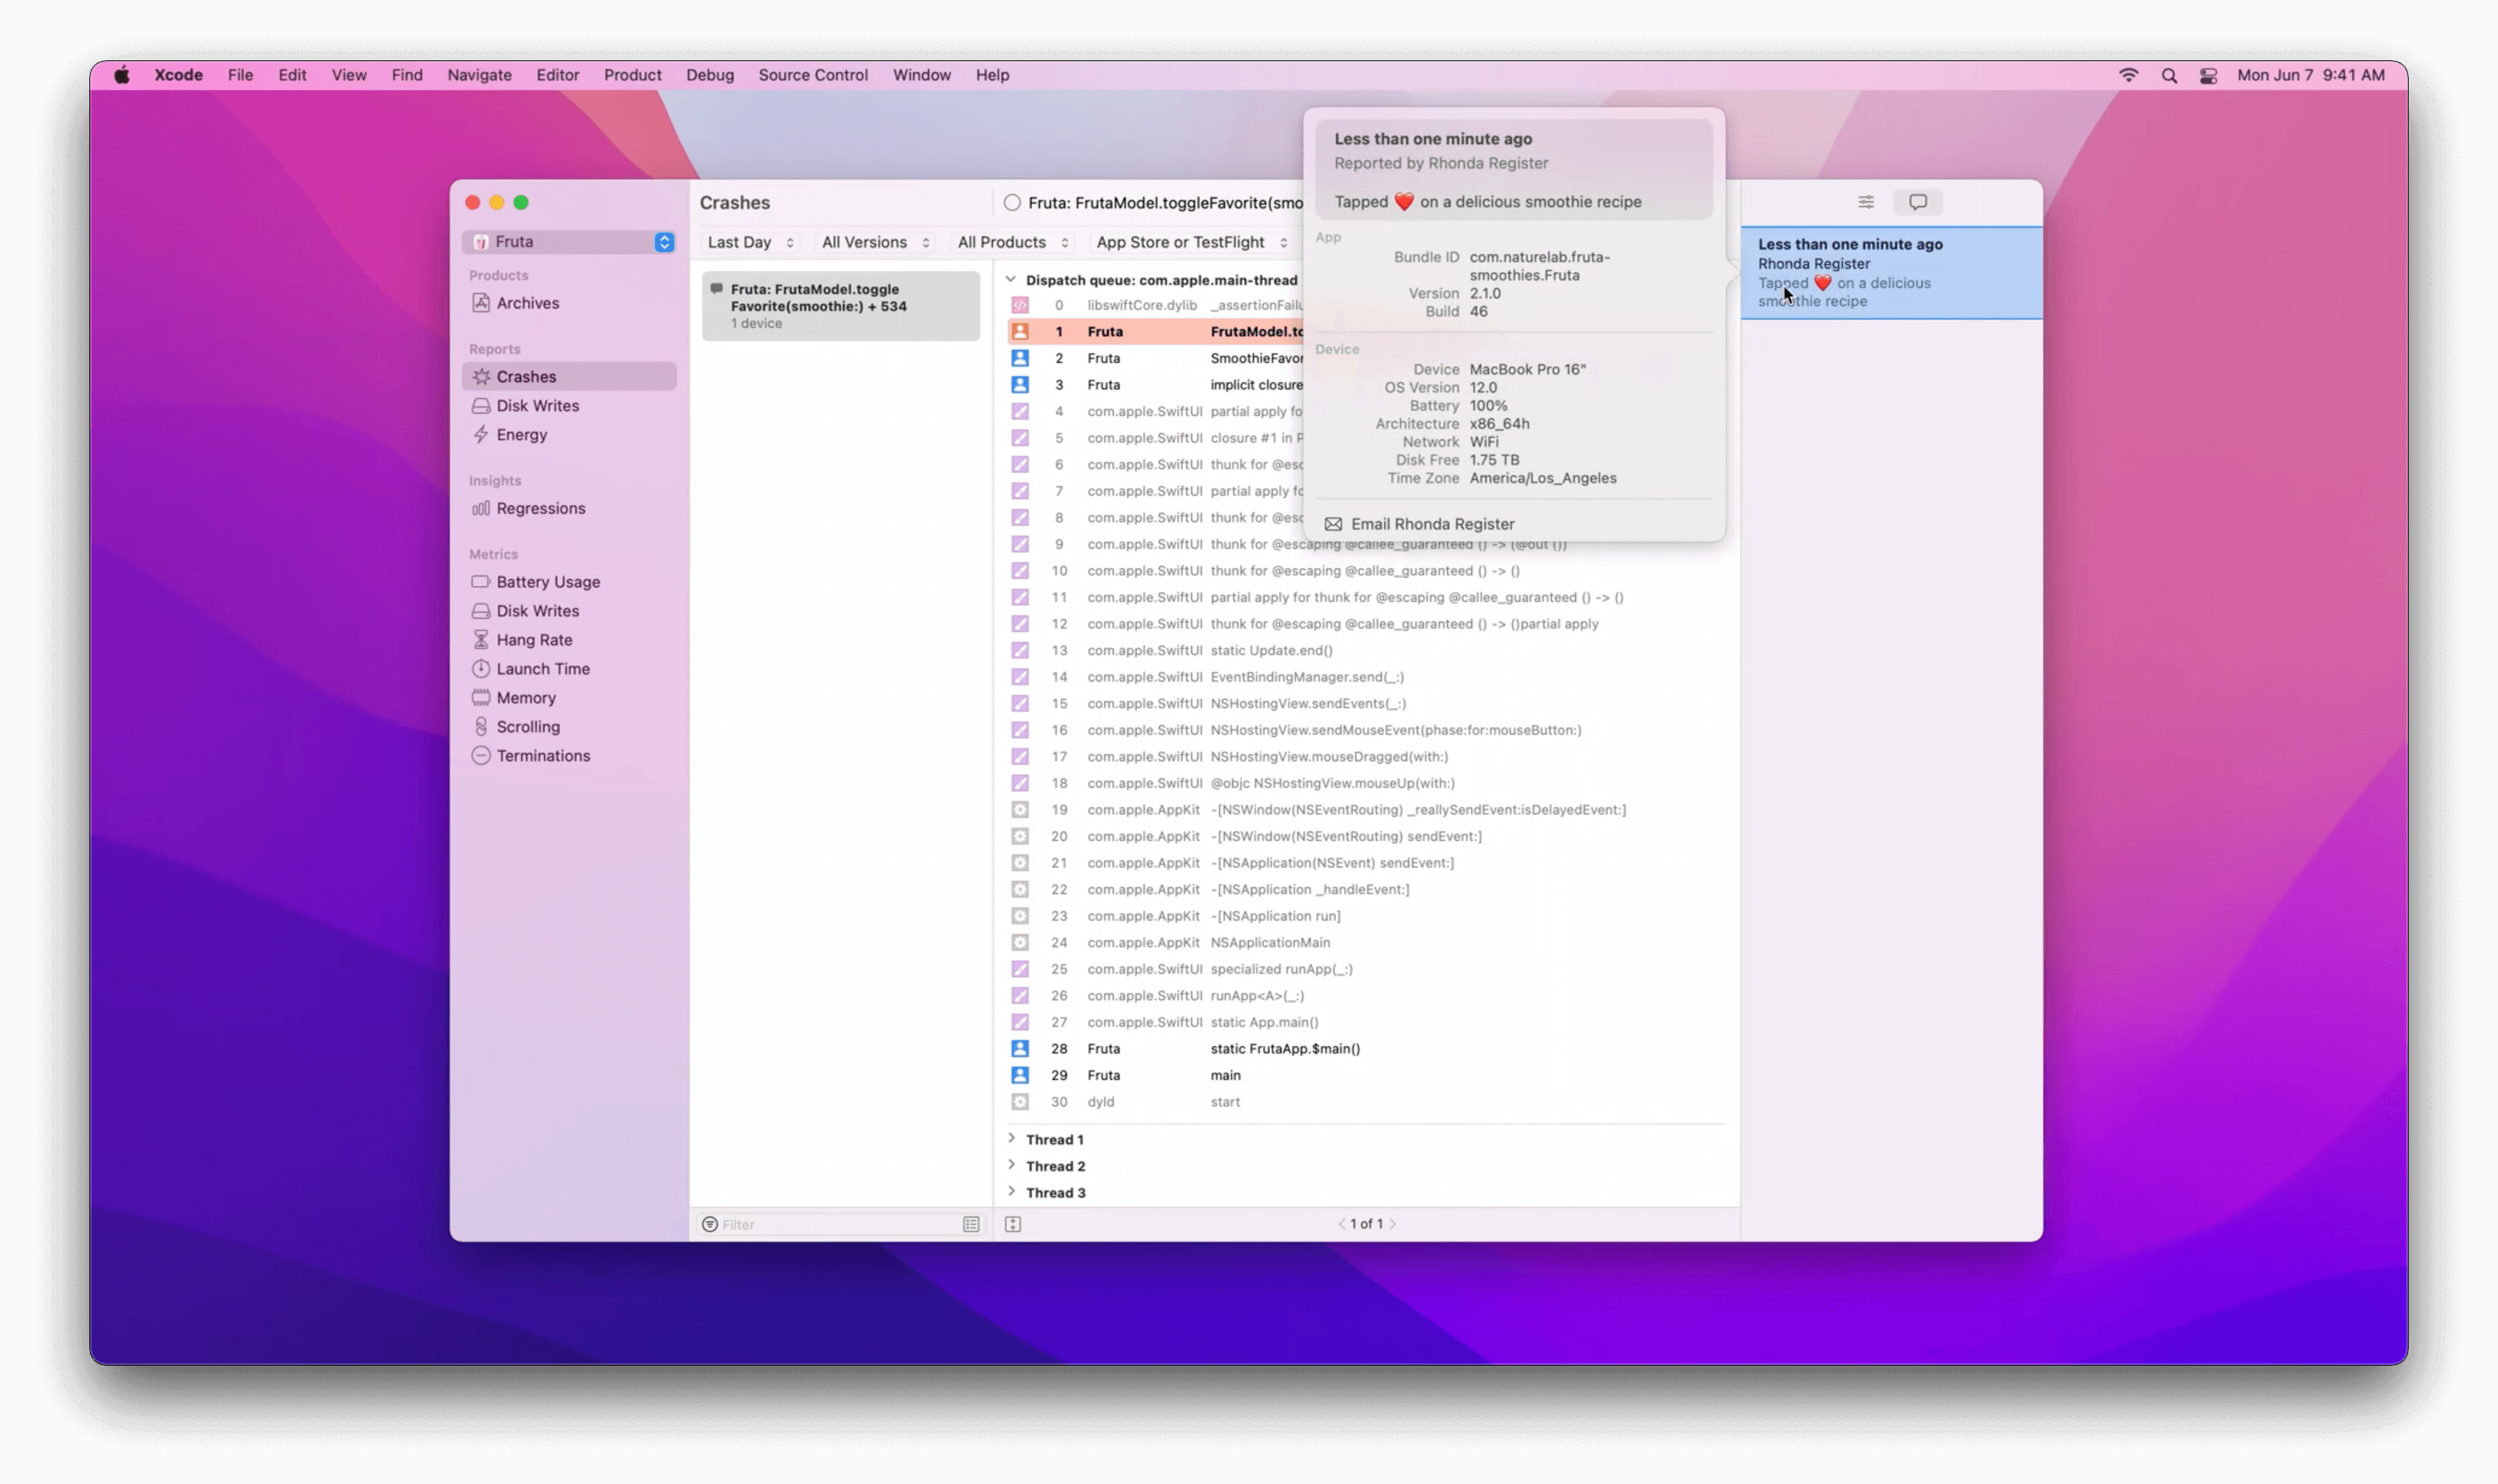 Xcode File Edit View Find Navigate Editor Product Debug Source Control Window Help
Mon Jun 7 9:41 AM
Fruta
Products
Archives
Reports
Crashes
Disk Writes
Energy
Insights
Regressions
Metrics
Battery Usage
Disk Writes
Hang Rate
Launch Time
Memory
Scrolling
Terminations
Crashes
Fruta: FrutaModel.toggleFavorite(smo
Last Day All Versions All Products App Store or TestFlight
Fruta: FrutaModel.toggle
Favorite(smoothie:) + 534
1 device
Filter
Dispatch queue: com.apple.main-thread
0 libswiftCore.dylib _assertionFailu
1 Fruta FrutaModel.to
2 Fruta SmoothieFavor
3 Fruta implicit closure
4 com.apple.SwiftUI partial apply fo
5 com.apple.SwiftUI closure #1 in P
6 com.apple.SwiftUI thunk for @esc
7 com.apple.SwiftUI partial apply fo
8 com.apple.SwiftUI thunk for @esc
9 com.apple.SwiftUI thunk for @escaping @callee_guaranteed () -> (@out ())
10 com.apple.SwiftUI thunk for @escaping @callee_guaranteed () -> ()
11 com.apple.SwiftUI partial apply for thunk for @escaping @callee_guaranteed () -> ()
12 com.apple.SwiftUI thunk for @escaping @callee_guaranteed () -> ()partial apply
13 com.apple.SwiftUI static Update.end()
14 com.apple.SwiftUI EventBindingManager.send(_:)
15 com.apple.SwiftUI NSHostingView.sendEvents(_:)
16 com.apple.SwiftUI NSHostingView.sendMouseEvent(phase:for:mouseButton:)
17 com.apple.SwiftUI NSHostingView.mouseDragged(with:)
18 com.apple.SwiftUI @objc NSHostingView.mouseUp(with:)
19 com.apple.AppKit -[NSWindow(NSEventRouting) _reallySendEvent:isDelayedEvent:]
20 com.apple.AppKit -[NSWindow(NSEventRouting) sendEvent:]
21 com.apple.AppKit -[NSApplication(NSEvent) sendEvent:]
22 com.apple.AppKit -[NSApplication _handleEvent:]
23 com.apple.AppKit -[NSApplication run]
24 com.apple.AppKit NSApplicationMain
25 com.apple.SwiftUI specialized runApp(_:)
26 com.apple.SwiftUI runApp<A>(_:)
27 com.apple.SwiftUI static App.main()
28 Fruta static FrutaApp.$main()
29 Fruta main
30 dyld start
Thread 1
Thread 2
Thread 3
1 of 1
Less than one minute ago
Reported by Rhonda Register
Tapped ❤️ on a delicious smoothie recipe
App
Bundle ID com.naturelab.fruta-
smoothies.Fruta
Version 2.1.0
Build 46
Device
Device MacBook Pro 16"
OS Version 12.0
Battery 100%
Architecture x86_64h
Network WiFi
Disk Free 1.75 TB
Time Zone America/Los_Angeles
Email Rhonda Register
Less than one minute ago
Rhonda Register
Tapped ❤️ on a delicious
smoothie recipe